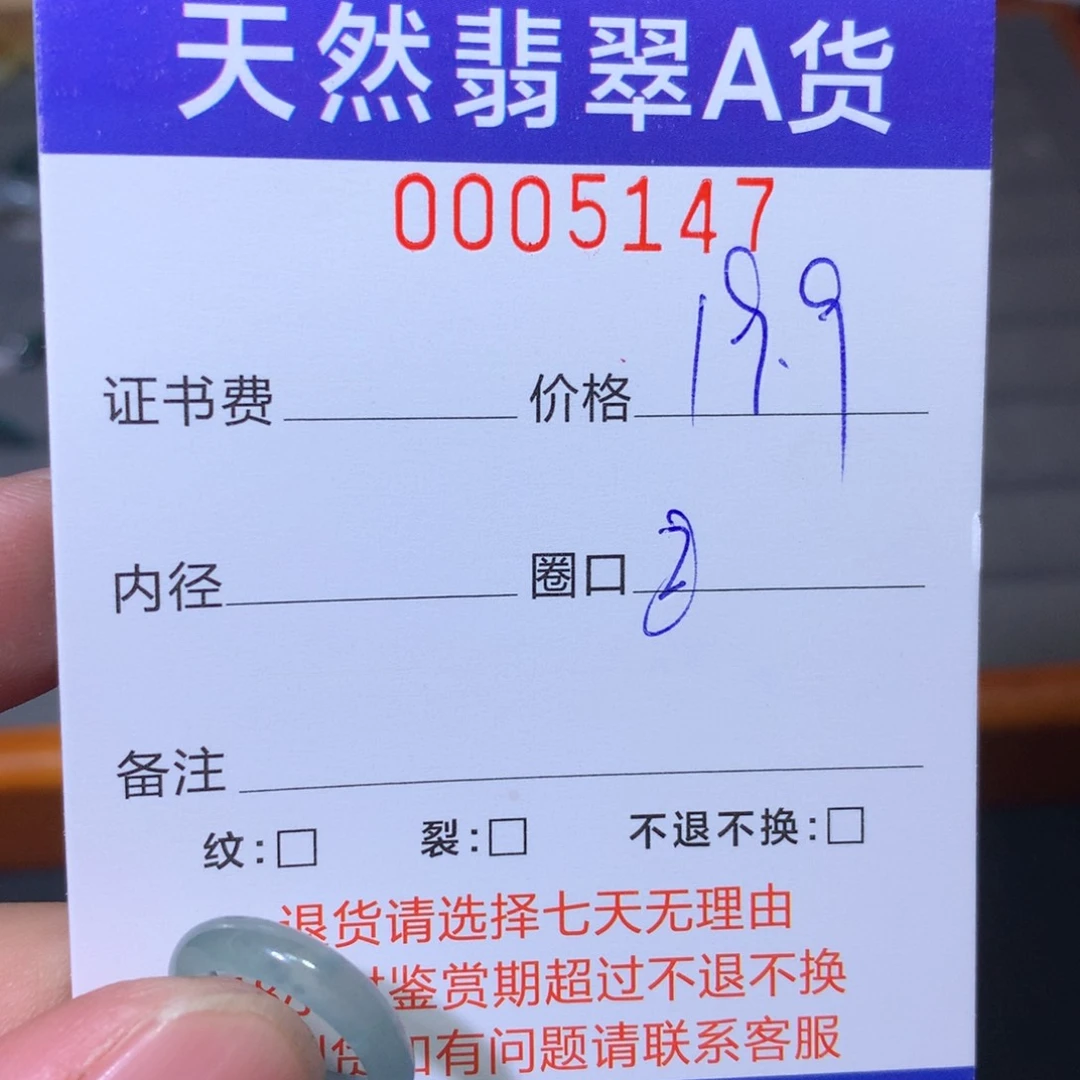 天然翡翠A货
0005147
证书费 价格 19.9
内径 圈口
备注
纹:□ 裂:□ 不退不换:□
退货请选择七天无理由
鉴赏期超过不退不换
有问题请联系客服